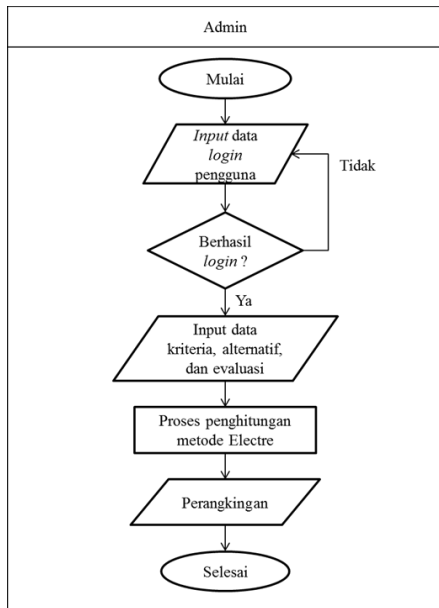 Admin
Mulai
Input data
login
pengguna
Tidak
Berhasil
login ?
Ya
Input data
kriteria, alternatif,
dan evaluasi
Proses penghitungan
metode Electre
Perangkingan
Selesai